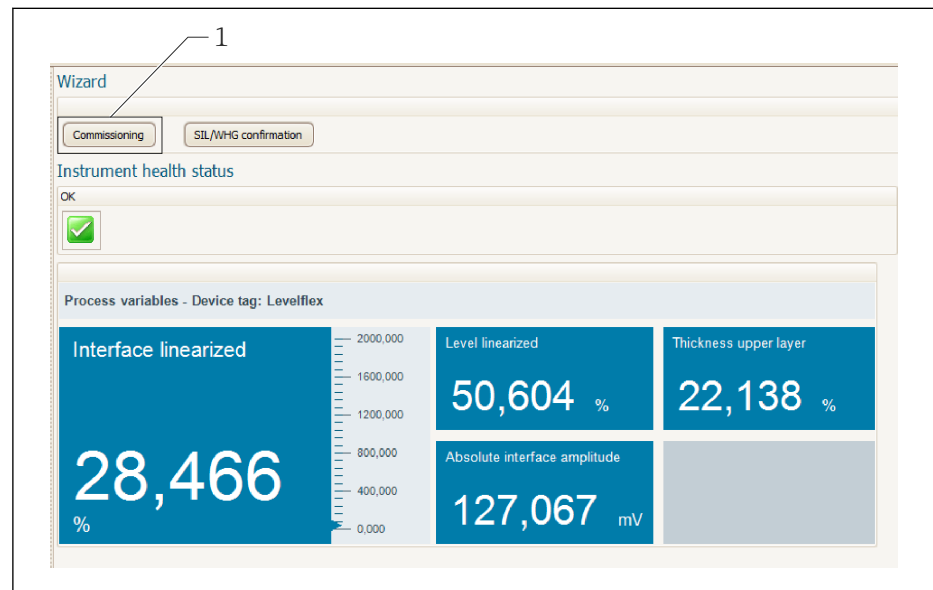 1
Wizard
Commissioning
SIL/WHG confirmation
Instrument health status
OK
Process variables - Device tag: Levelflex
Interface linearized
28,466
%
2000,000
1600,000
1200,000
800,000
400,000
0,000
Level linearized
50,604 %
Thickness upper layer
22,138 %
Absolute interface amplitude
127,067 mV